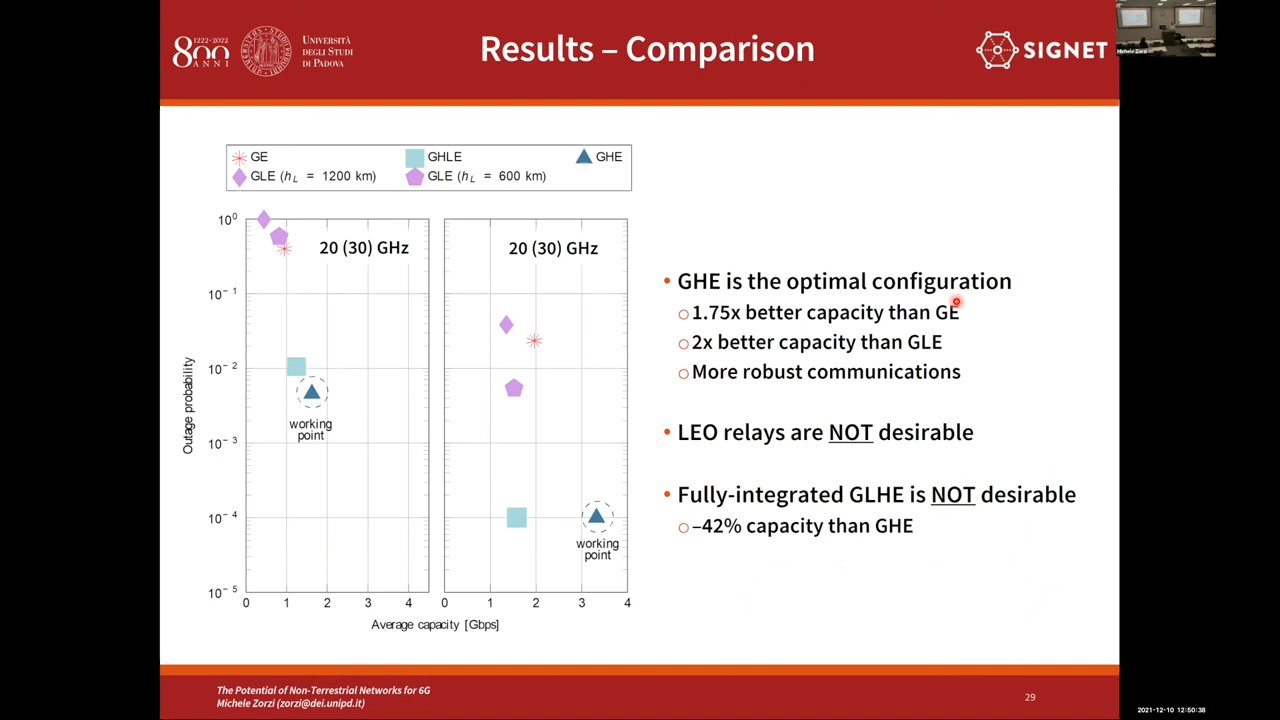 1222·2022
800
ANNI
UNIVERSITÀ
DEGLI STUDI
DI PADOVA
Results – Comparison
SIGNET
Michele Zorzi
GE
GHLE
GHE
GLE (hL = 1200 km)
GLE (hL = 600 km)
20 (30) GHz
20 (30) GHz
10⁰
10⁻¹
10⁻²
10⁻³
10⁻⁴
10⁻⁵
Outage probability
working
point
working
point
0 1 2 3 4
0 1 2 3 4
Average capacity [Gbps]
• GHE is the optimal configuration
○ 1.75x better capacity than GE
○ 2x better capacity than GLE
○ More robust communications
• LEO relays are NOT desirable
• Fully-integrated GLHE is NOT desirable
○ –42% capacity than GHE
The Potential of Non-Terrestrial Networks for 6G
Michele Zorzi (zorzi@dei.unipd.it)
29
2021-12-10 12:50:38